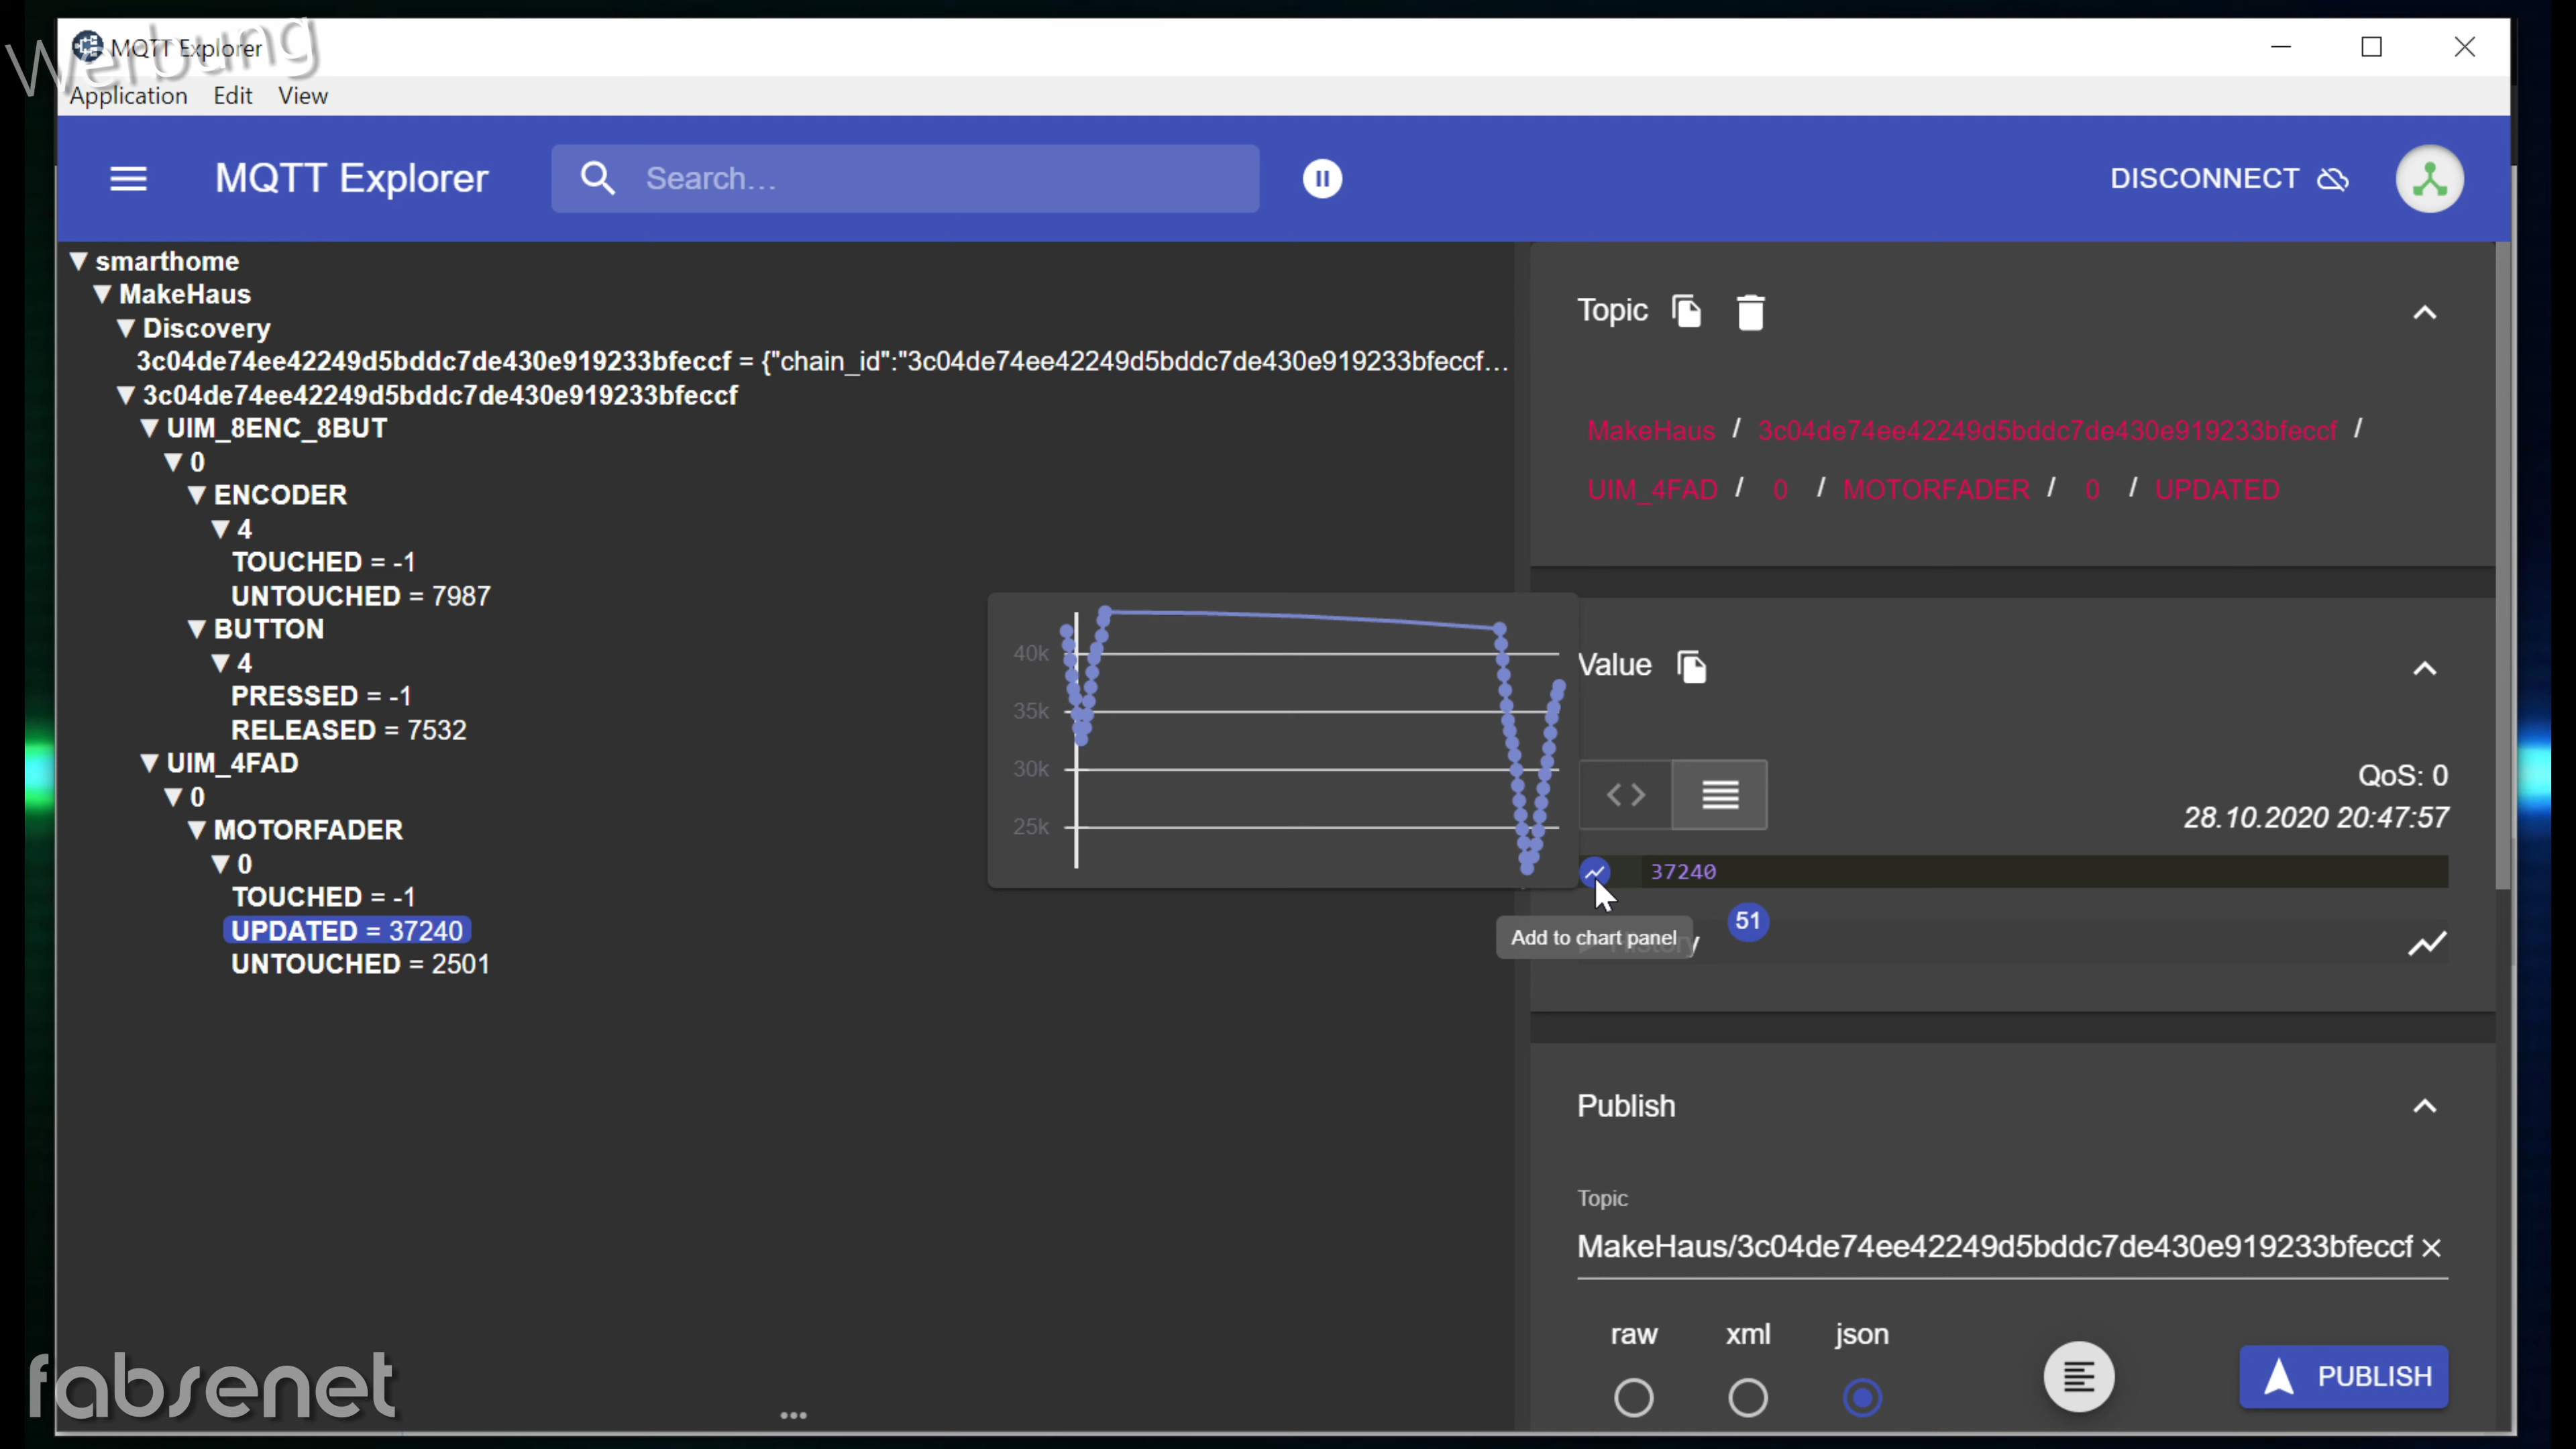 Werbung
MQTT Explorer
Application Edit View
MQTT Explorer Search... DISCONNECT
▼ smarthome
▼ MakeHaus
▼ Discovery
3c04de74ee42249d5bddc7de430e919233bfeccf = {"chain_id":"3c04de74ee42249d5bddc7de430e919233bfeccf...
▼ 3c04de74ee42249d5bddc7de430e919233bfeccf
▼ UIM_8ENC_8BUT
▼ 0
▼ ENCODER
▼ 4
TOUCHED = -1
UNTOUCHED = 7987
▼ BUTTON
▼ 4
PRESSED = -1
RELEASED = 7532
▼ UIM_4FAD
▼ 0
▼ MOTORFADER
▼ 0
TOUCHED = -1
UPDATED = 37240
UNTOUCHED = 2501
40k
35k
30k
25k
Topic
MakeHaus / 3c04de74ee42249d5bddc7de430e919233bfeccf /
UIM_4FAD / 0 / MOTORFADER / 0 / UPDATED
Value
QoS: 0
28.10.2020 20:47:57
37240
Add to chart panel
History 51
Publish
Topic
MakeHaus/3c04de74ee42249d5bddc7de430e919233bfeccf
raw xml json
PUBLISH
fabsenet